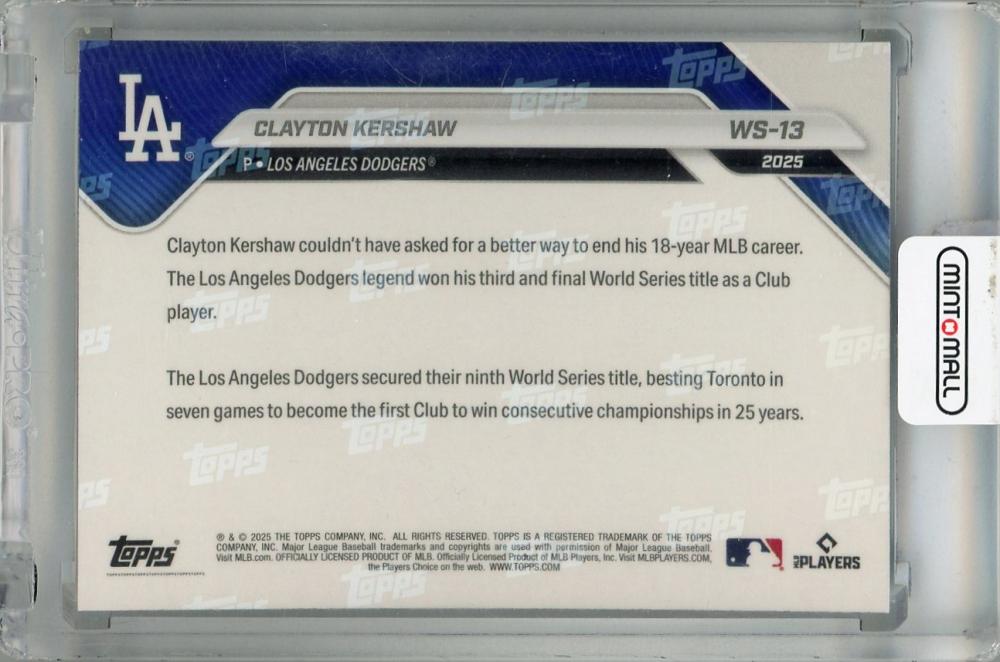 LA
CLAYTON KERSHAW
WS-13
P • LOS ANGELES DODGERS®
2025
Clayton Kershaw couldn't have asked for a better way to end his 18-year MLB career.
The Los Angeles Dodgers legend won his third and final World Series title as a Club
player.
The Los Angeles Dodgers secured their ninth World Series title, besting Toronto in
seven games to become the first Club to win consecutive championships in 25 years.
topps®
® & © 2025 THE TOPPS COMPANY, INC. ALL RIGHTS RESERVED. TOPPS IS A REGISTERED TRADEMARK OF THE TOPPS
COMPANY, INC. Major League Baseball trademarks and copyrights are used with permission of Major League Baseball.
Visit MLB.com. OFFICIALLY LICENSED PRODUCT OF MLB. Officially Licensed Product of MLB Players, Inc. Visit MLBPLAYERS.COM,
the Players Choice on the web. WWW.TOPPS.COM
MLB PLAYERS
MINT MALL